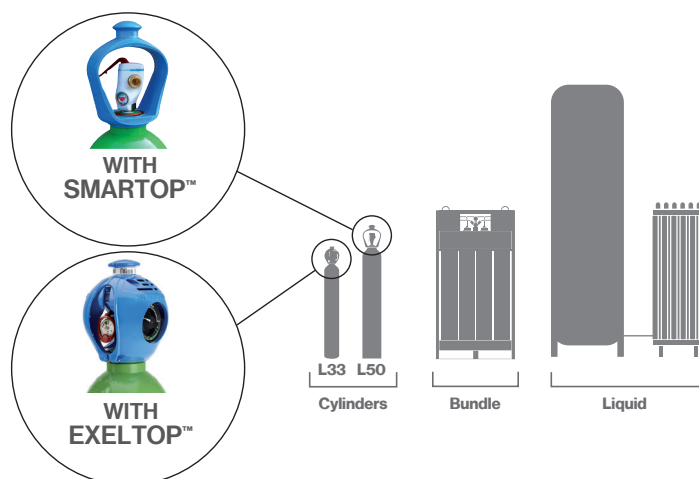 WITH
SMARTOP™
WITH
EXELTOP™
L33 L50
Cylinders
Bundle
Liquid